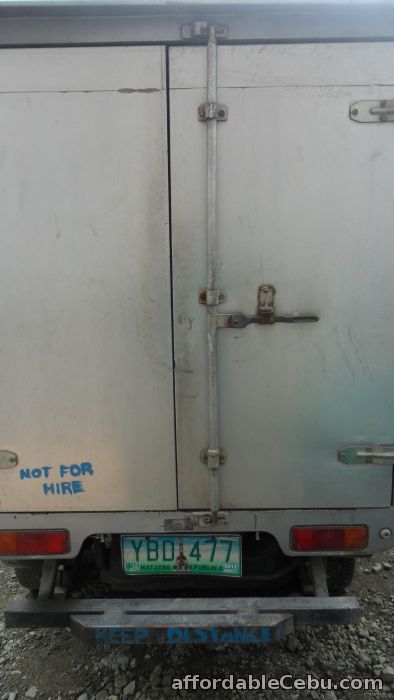 NOT FOR
HIRE
YBD 477
MATATAG NA REPUBLIKA
KEEP DISTANCE
affordableCebu.com